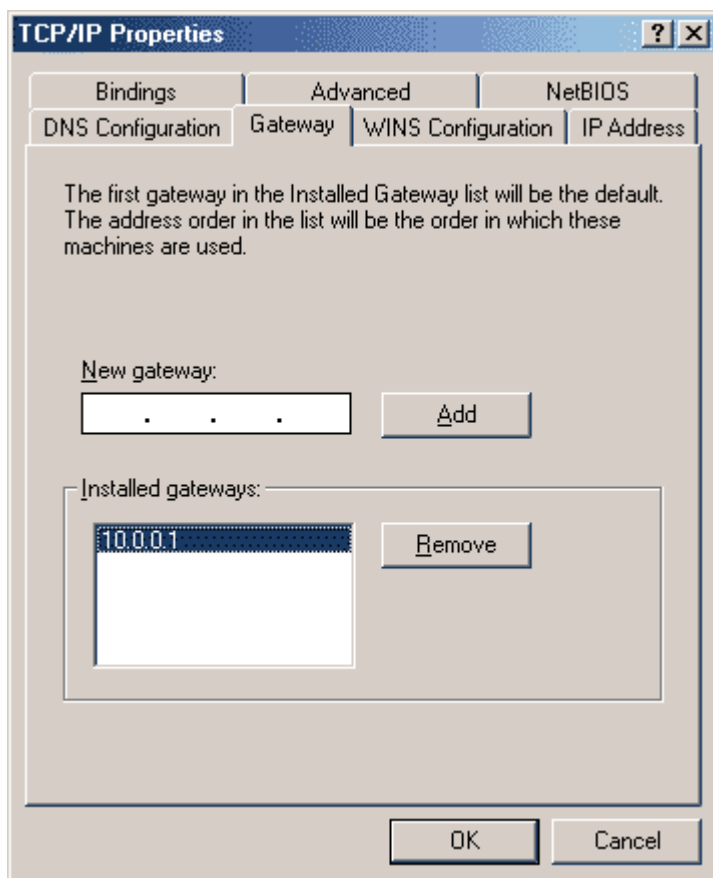 TCP/IP Properties
Bindings
Advanced
NetBIOS
DNS Configuration
Gateway
WINS Configuration
IP Address
The first gateway in the Installed Gateway list will be the default.
The address order in the list will be the order in which these
machines are used.
New gateway:
. . .
Add
Installed gateways:
10.0.0.1
Remove
OK
Cancel